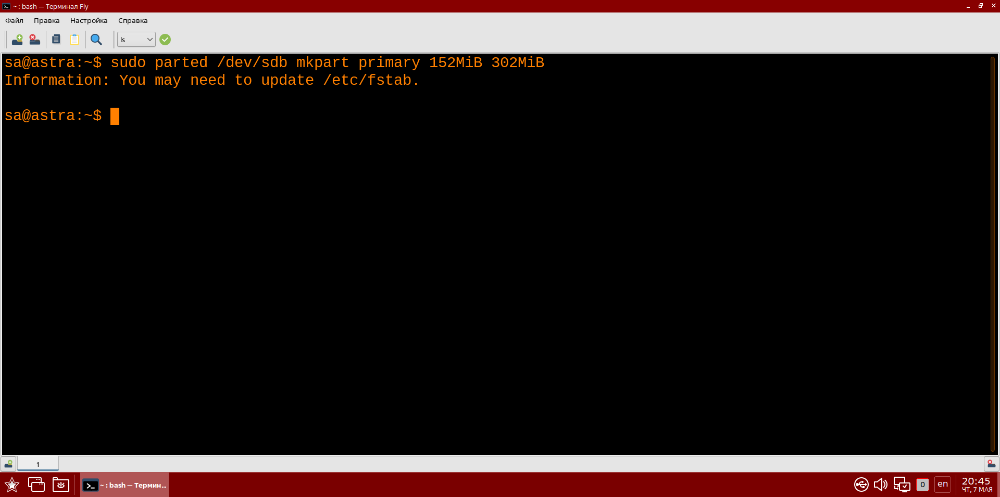 ~ : bash — Терминал Fly
Файл Правка Настройка Справка
ls
sa@astra:~$ sudo parted /dev/sdb mkpart primary 152MiB 302MiB
Information: You may need to update /etc/fstab.
sa@astra:~$
1
~ : bash — Термин...
0
en
20:45
ЧТ, 7 МАЯ